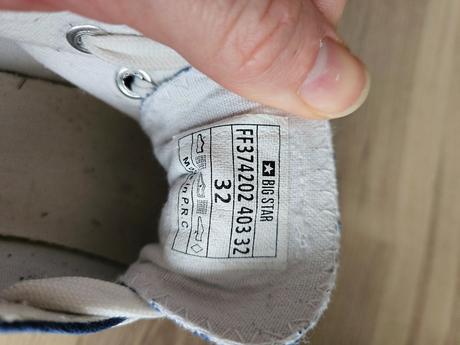 BIG STAR
FF374202 403 32
32
Made in P.R.C